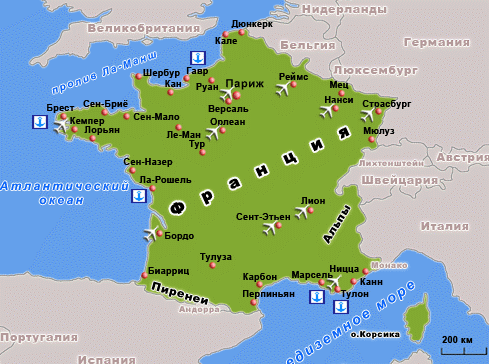 Нидерланды
Великобритания
Дюнкерк
Кале
Бельгия
Германия
пролив Ла-Манш
Люксембург
Шербур
Гавр
Кан
Руан
Париж
Реймс
Мец
Версаль
Нанси
Страсбург
Брест
Сен-Бриё
Кемпер
Сен-Мало
Орлеан
Лорьян
Ле-Ман
Мюлуз
Тур
Франция
Лихтенштейн
Австрия
Сен-Назер
Швейцария
Атлантический
океан
Ла-Рошель
Лион
Сент-Этьен
Альпы
Италия
Бордо
Тулуза
Ницца
Монако
Биарриц
Карбон
Марсель
Канн
Пиренеи
Тулон
Перпиньян
Андорра
едиземное море
о.Корсика
Португалия
Испания
200 км